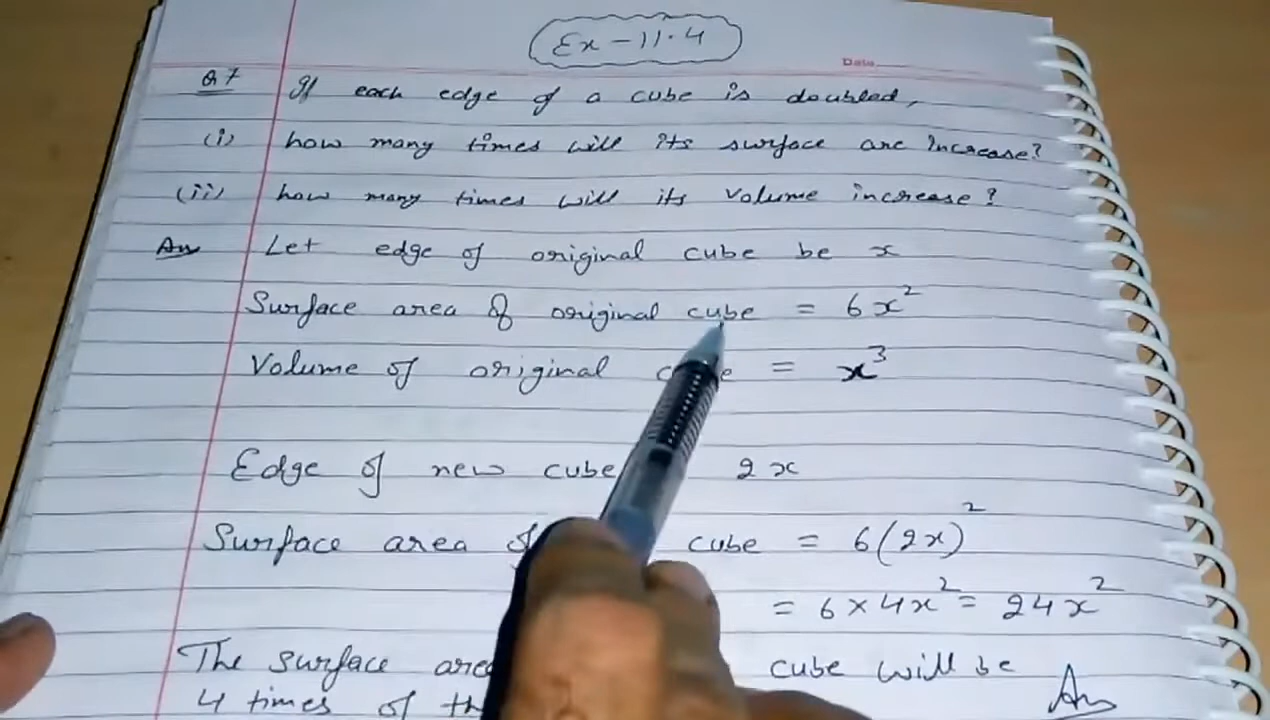 Ex-11.4
Date
Q7 If each edge of a cube is doubled,
(i) how many times will its surface are increase?
(ii) how many times will its volume increase?
Ans Let edge of original cube be x
Surface area of original cube = 6x²
Volume of original = x³
Edge of new cube 2x
Surface area of cube = 6(2x)²
= 6×4x² = 24x²
The surface cube will be
4 times of Ans